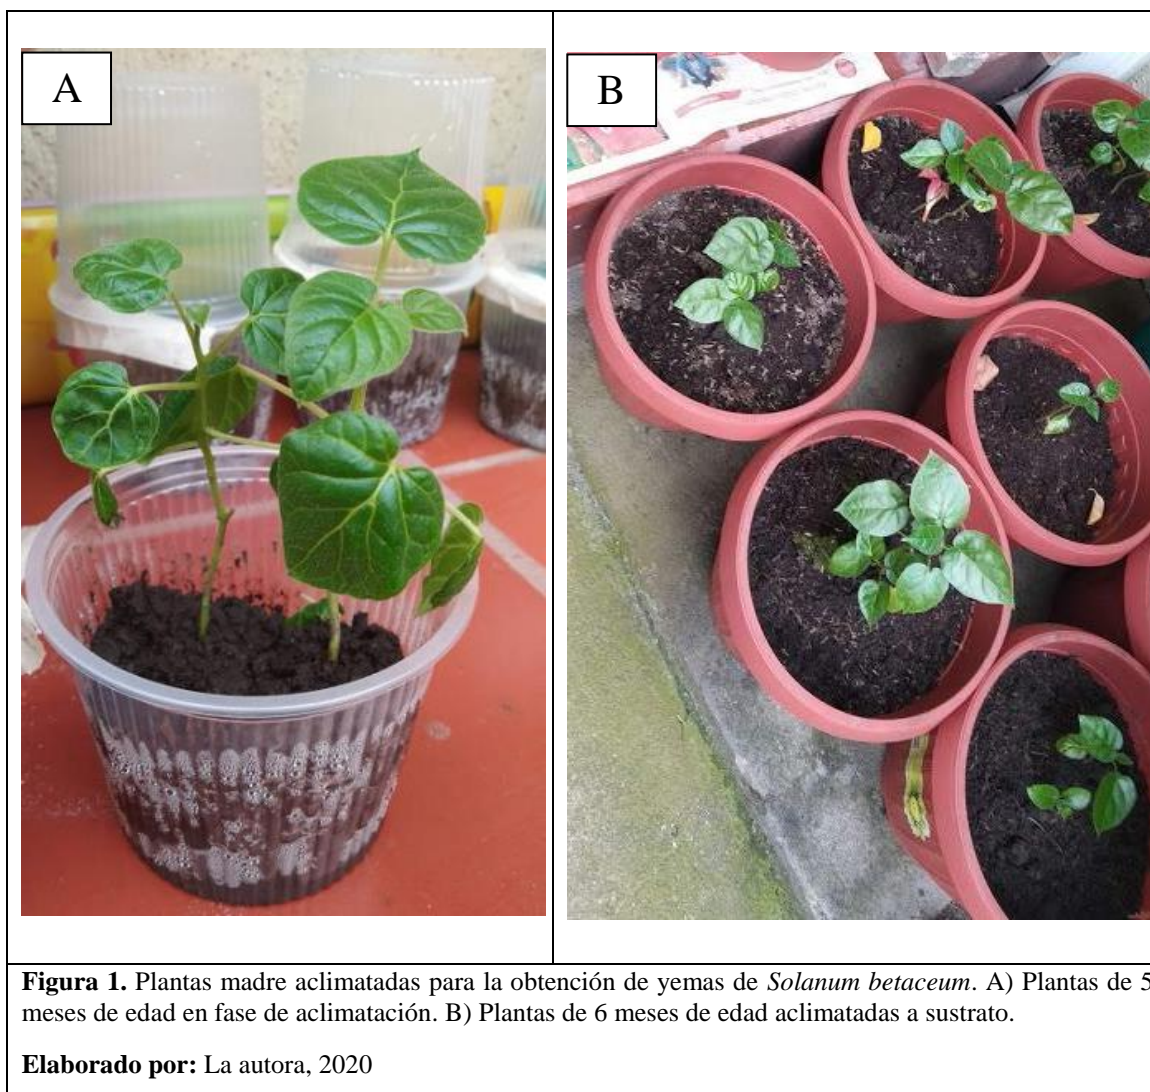 A
B
Figura 1. Plantas madre aclimatadas para la obtención de yemas de Solanum betaceum. A) Plantas de 5
meses de edad en fase de aclimatación. B) Plantas de 6 meses de edad aclimatadas a sustrato.
Elaborado por: La autora, 2020